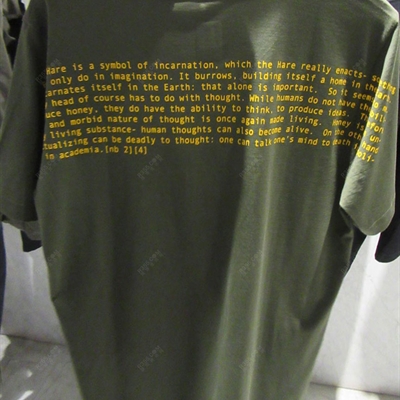 Hare is a symbol of incarnation, which the Hare really enacts-
only do in imagination. It burrows, building itself a home in the
carnates itself in the Earth: that alone is important. So it seems
head of course has to do with thought. While humans do not have the
uce honey, they do have the ability to think, to produce ideas.
and morbid nature of thought is once again made living. Honey is
living substance- human thoughts can also become alive. On the
tualizing can be deadly to thought: one can talk one's mind to death
in academia.[nb 2][4]